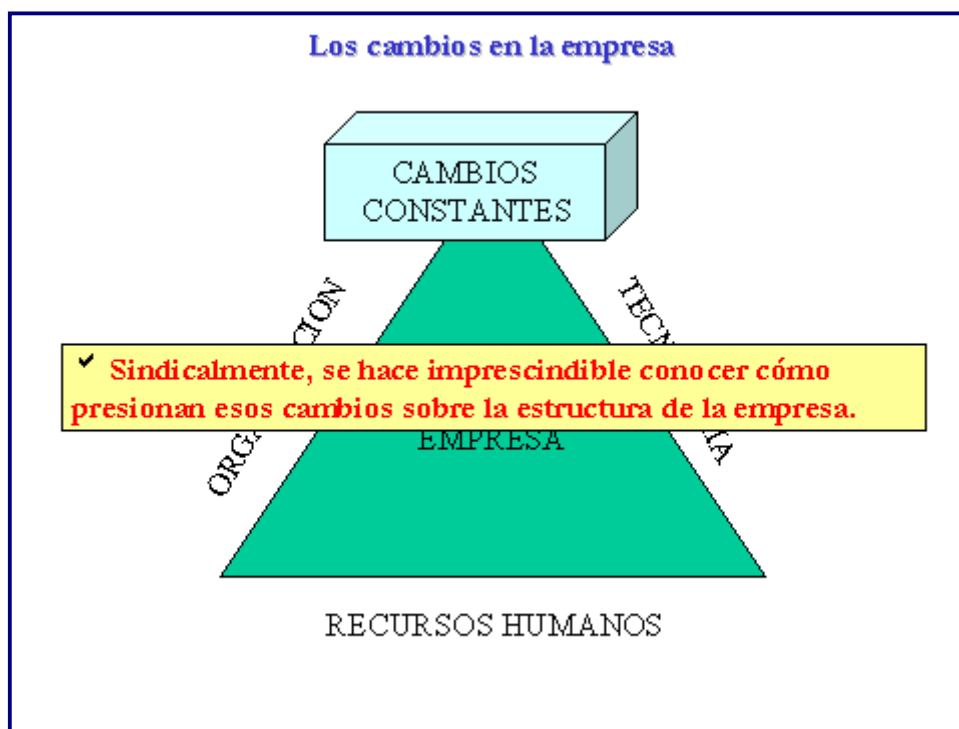 Los cambios en la empresa
CAMBIOS
CONSTANTES
Sindicalmente, se hace imprescindible conocer cómo
presionan esos cambios sobre la estructura de la empresa.
EMPRESA
RECURSOS HUMANOS